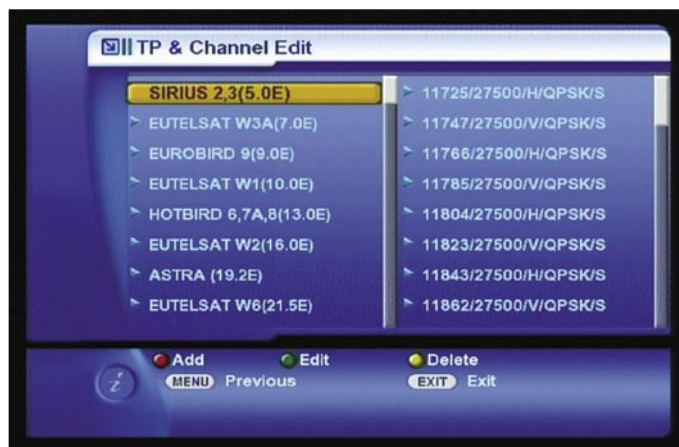 TP & Channel Edit
SIRIUS 2,3(5.0E)
EUTELSAT W3A(7.0E)
EUROBIRD 9(9.0E)
EUTELSAT W1(10.0E)
HOTBIRD 6,7A,8(13.0E)
EUTELSAT W2(16.0E)
ASTRA (19.2E)
EUTELSAT W6(21.5E)
11725/27500/H/QPSK/S
11747/27500/V/QPSK/S
11766/27500/H/QPSK/S
11785/27500/V/QPSK/S
11804/27500/H/QPSK/S
11823/27500/V/QPSK/S
11843/27500/H/QPSK/S
11862/27500/V/QPSK/S
Add Edit Delete
MENU Previous EXIT Exit